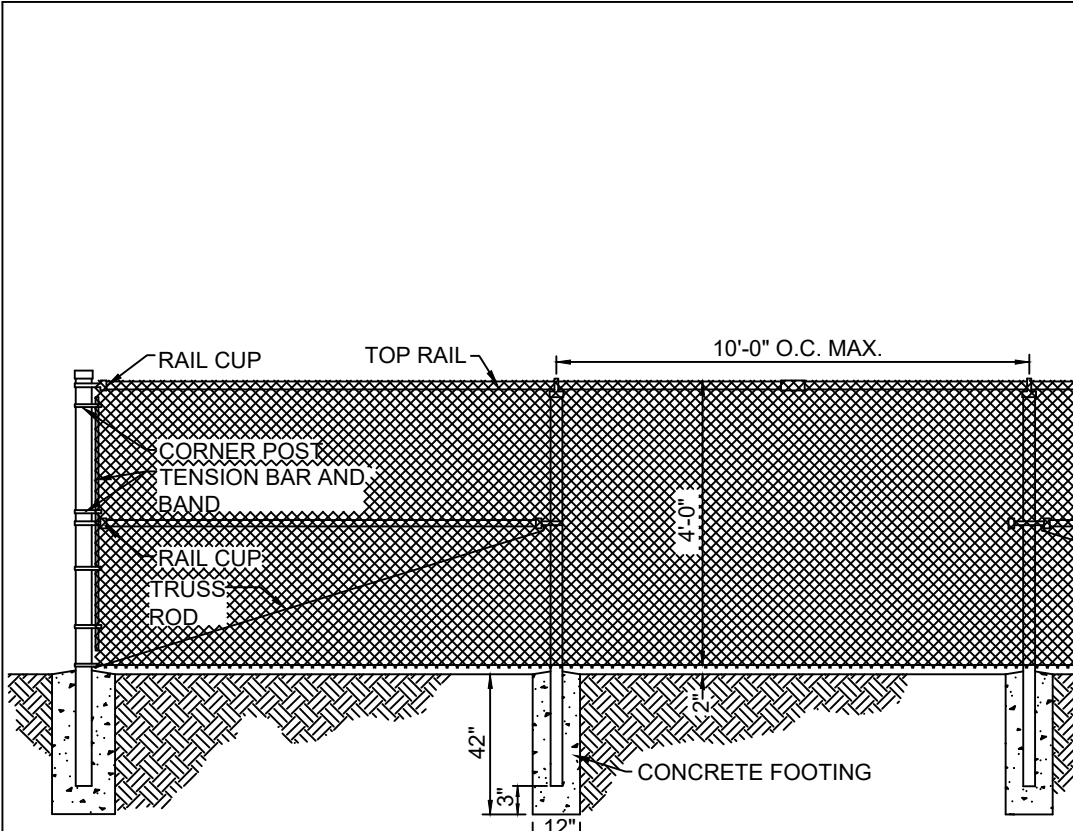 RAIL CUP
TOP RAIL
10'-0" O.C. MAX.
CORNER POST
TENSION BAR AND
BAND
4'-0"
RAIL CUP
TRUSS
ROD
2"
42"
CONCRETE FOOTING
3"
12"